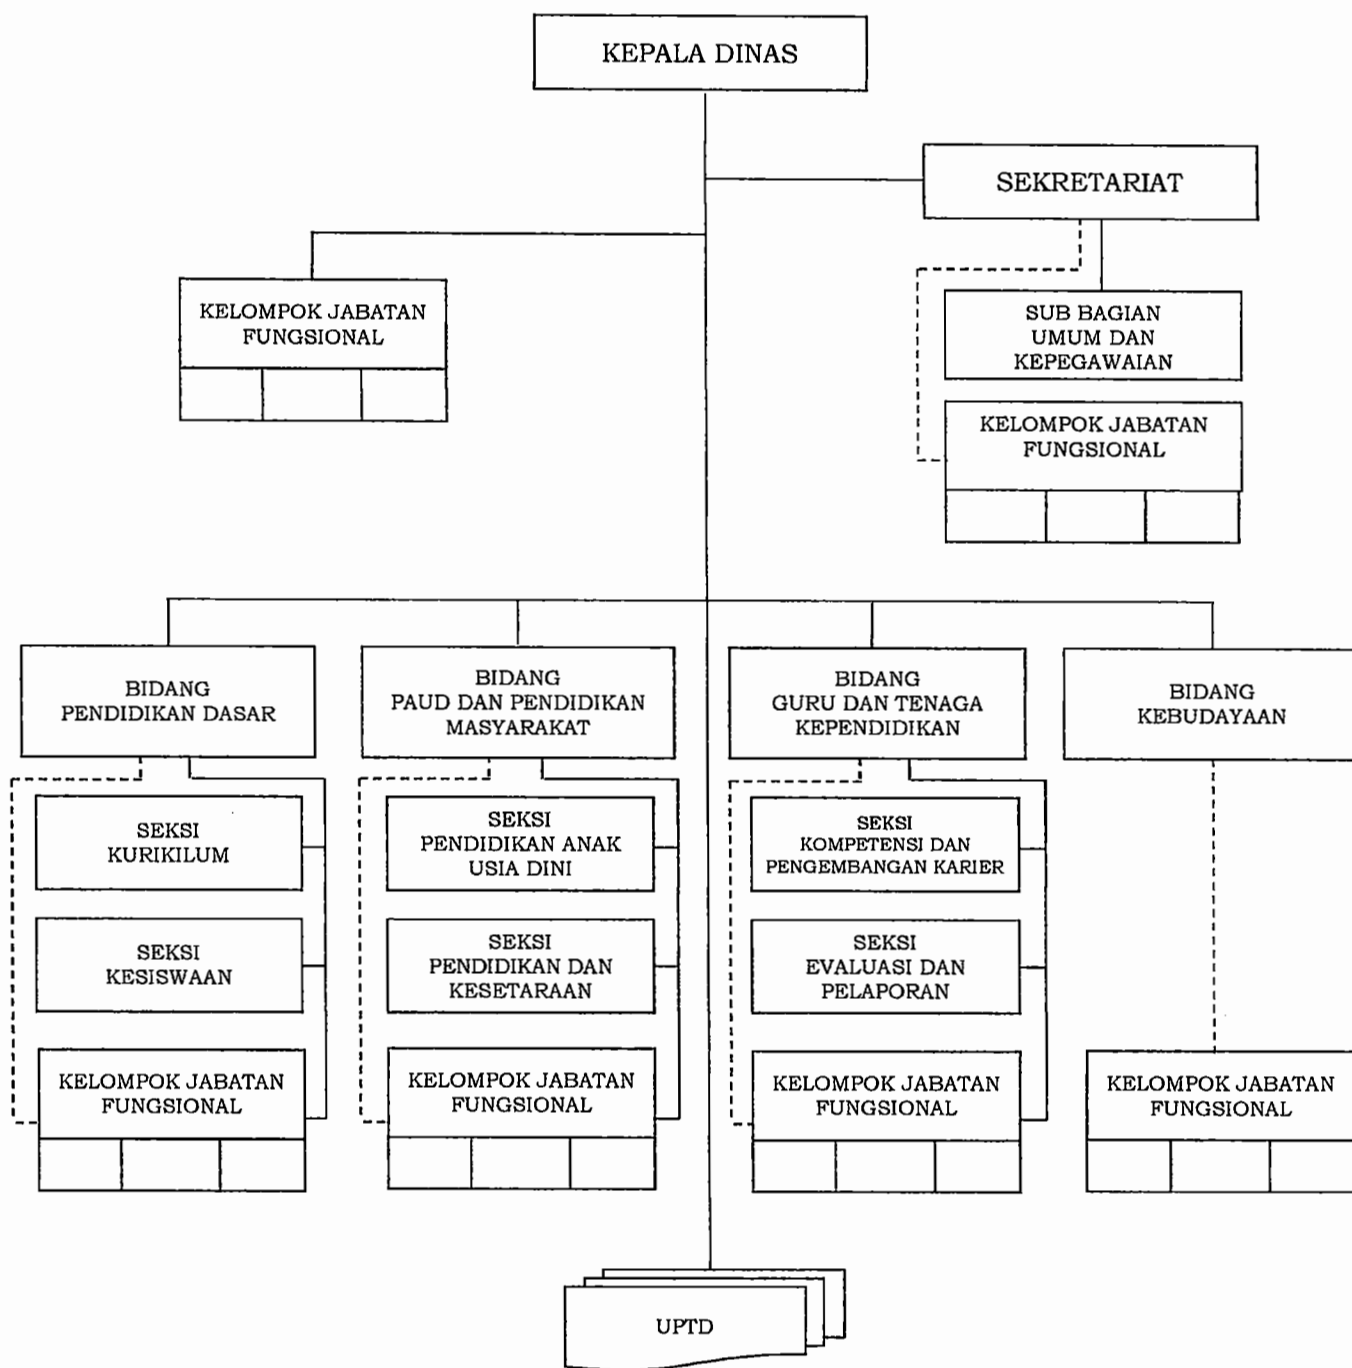 KEPALA DINAS
SEKRETARIAT
KELOMPOK JABATAN
FUNGSIONAL
SUB BAGIAN
UMUM DAN
KEPEGAWAIAN
KELOMPOK JABATAN
FUNGSIONAL
BIDANG
PENDIDIKAN DASAR
BIDANG
PAUD DAN PENDIDIKAN
MASYARAKAT
BIDANG
GURU DAN TENAGA
KEPENDIDIKAN
BIDANG
KEBUDAYAAN
SEKSI
KURIKILUM
SEKSI
PENDIDIKAN ANAK
USIA DINI
SEKSI
KOMPETENSI DAN
PENGEMBANGAN KARIER
SEKSI
KESISWAAN
SEKSI
PENDIDIKAN DAN
KESETARAAN
SEKSI
EVALUASI DAN
PELAPORAN
KELOMPOK JABATAN
FUNGSIONAL
KELOMPOK JABATAN
FUNGSIONAL
KELOMPOK JABATAN
FUNGSIONAL
KELOMPOK JABATAN
FUNGSIONAL
UPTD